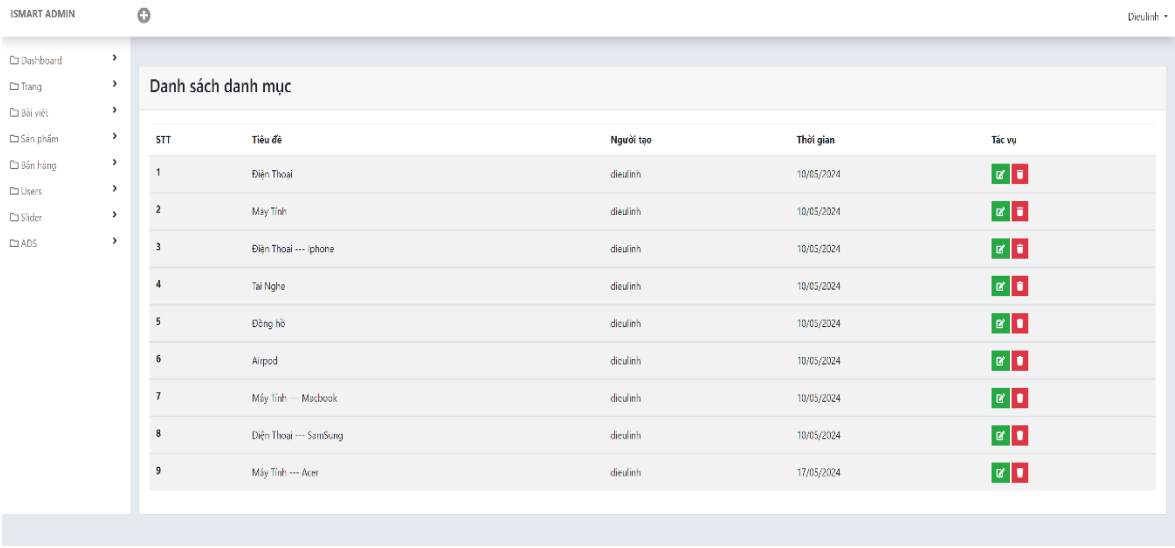 ISMART ADMIN
Dieulinh
Dashboard
Trang
Bài viết
Sản phẩm
Bán hàng
Users
Slider
ADS
Danh sách danh mục
STT Tiêu đề Người tạo Thời gian Tác vụ
1 Điện Thoại dieulinh 10/05/2024
2 Máy Tính dieulinh 10/05/2024
3 Điện Thoại --- Iphone dieulinh 10/05/2024
4 Tai Nghe dieulinh 10/05/2024
5 Đồng hồ dieulinh 10/05/2024
6 Airpod dieulinh 10/05/2024
7 Máy Tính --- Macbook dieulinh 10/05/2024
8 Điện Thoại --- SamSung dieulinh 10/05/2024
9 Máy Tính --- Acer dieulinh 17/05/2024